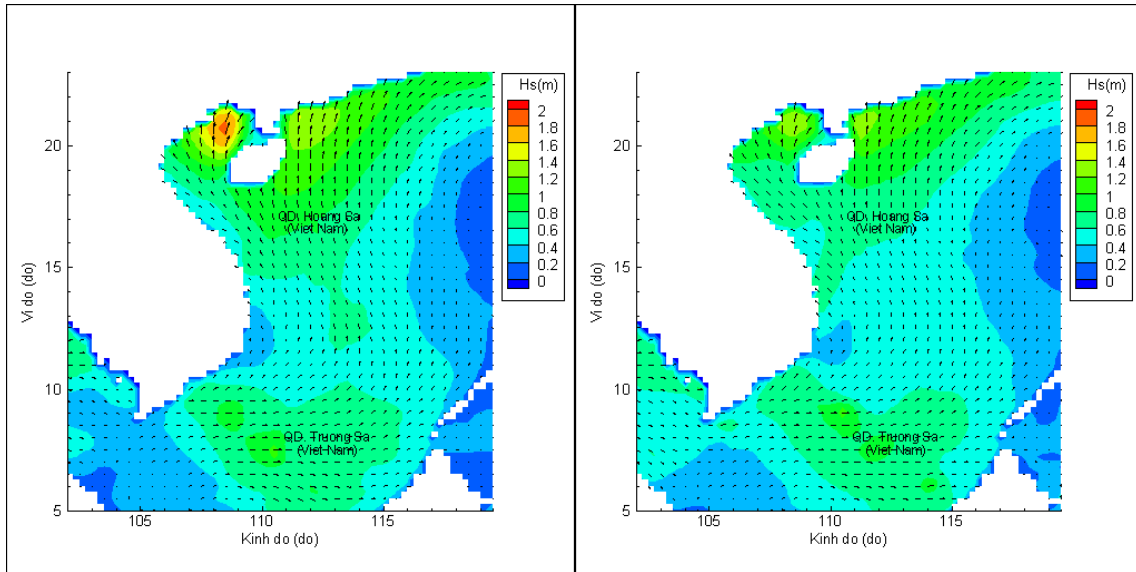 Hs(m)
2
1.8
1.6
1.4
1.2
1
0.8
0.6
0.4
0.2
0
20
15
10
5
Vi do (do)
QD. Hoang Sa
(Viet Nam)
QD. Truong Sa
(Viet Nam)
105
110
115
Kinh do (do)
Hs(m)
2
1.8
1.6
1.4
1.2
1
0.8
0.6
0.4
0.2
0
20
15
10
5
Vi do (do)
QD. Hoang Sa
(Viet Nam)
QD. Truong Sa
(Viet Nam)
105
110
115
Kinh do (do)